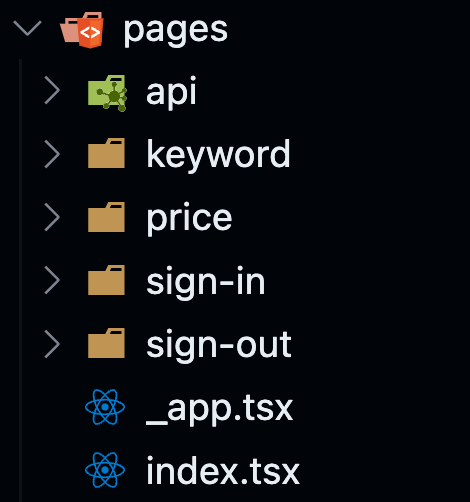 pages
api
keyword
price
sign-in
sign-out
_app.tsx
index.tsx